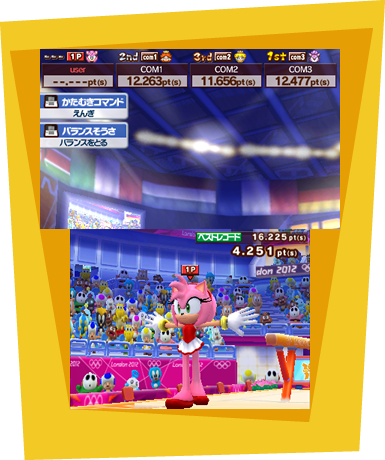 --.-- 1P 2nd com1 3rd com2 1st com3
user COM1 COM2 COM3
--.---pt(s) 12.263pt(s) 11.656pt(s) 12.477pt(s)
かたむきコマンド
えんぎ
バランスそうさ
バランスをとる
ベストレコード 16.225pt(s)
4.251pt(s)
don 2012
1P
London 2012
London 2012